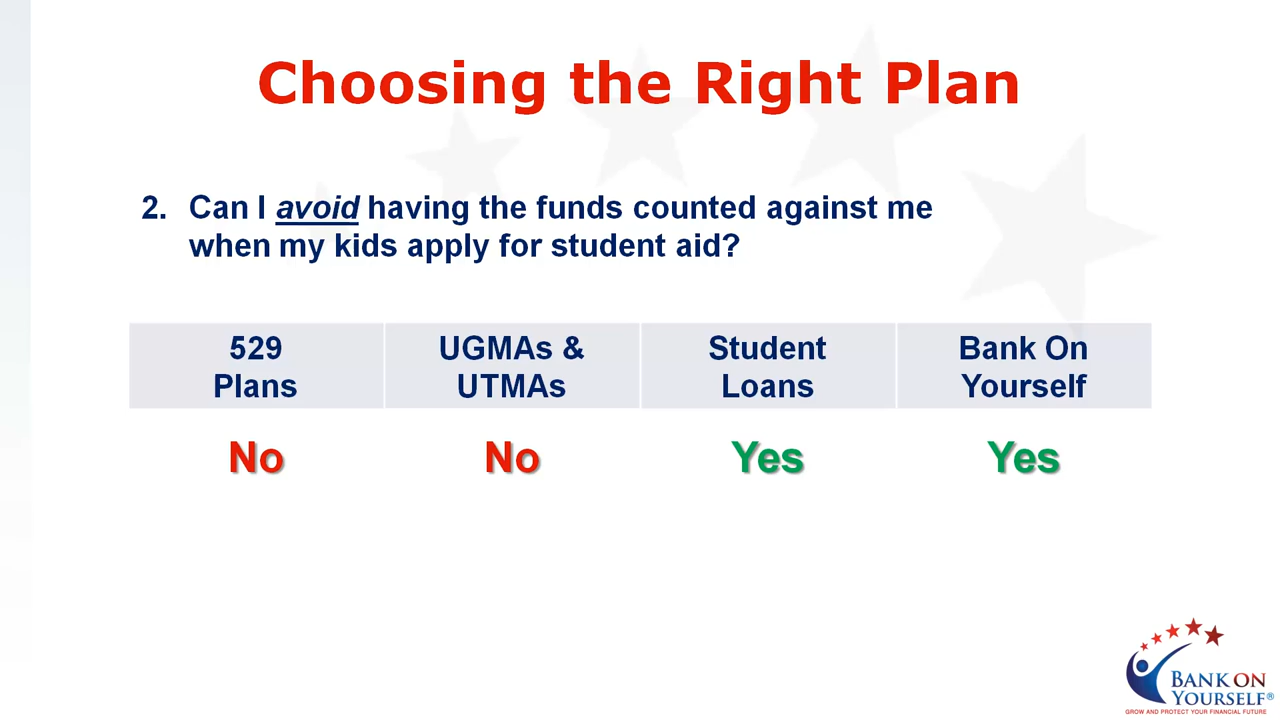 Choosing the Right Plan
2. Can I avoid having the funds counted against me
when my kids apply for student aid?
529 Plans
UGMAs & UTMAs
Student Loans
Bank On Yourself
No
No
Yes
Yes
BANK ON
YOURSELF®
GROW AND PROTECT YOUR FINANCIAL FUTURE